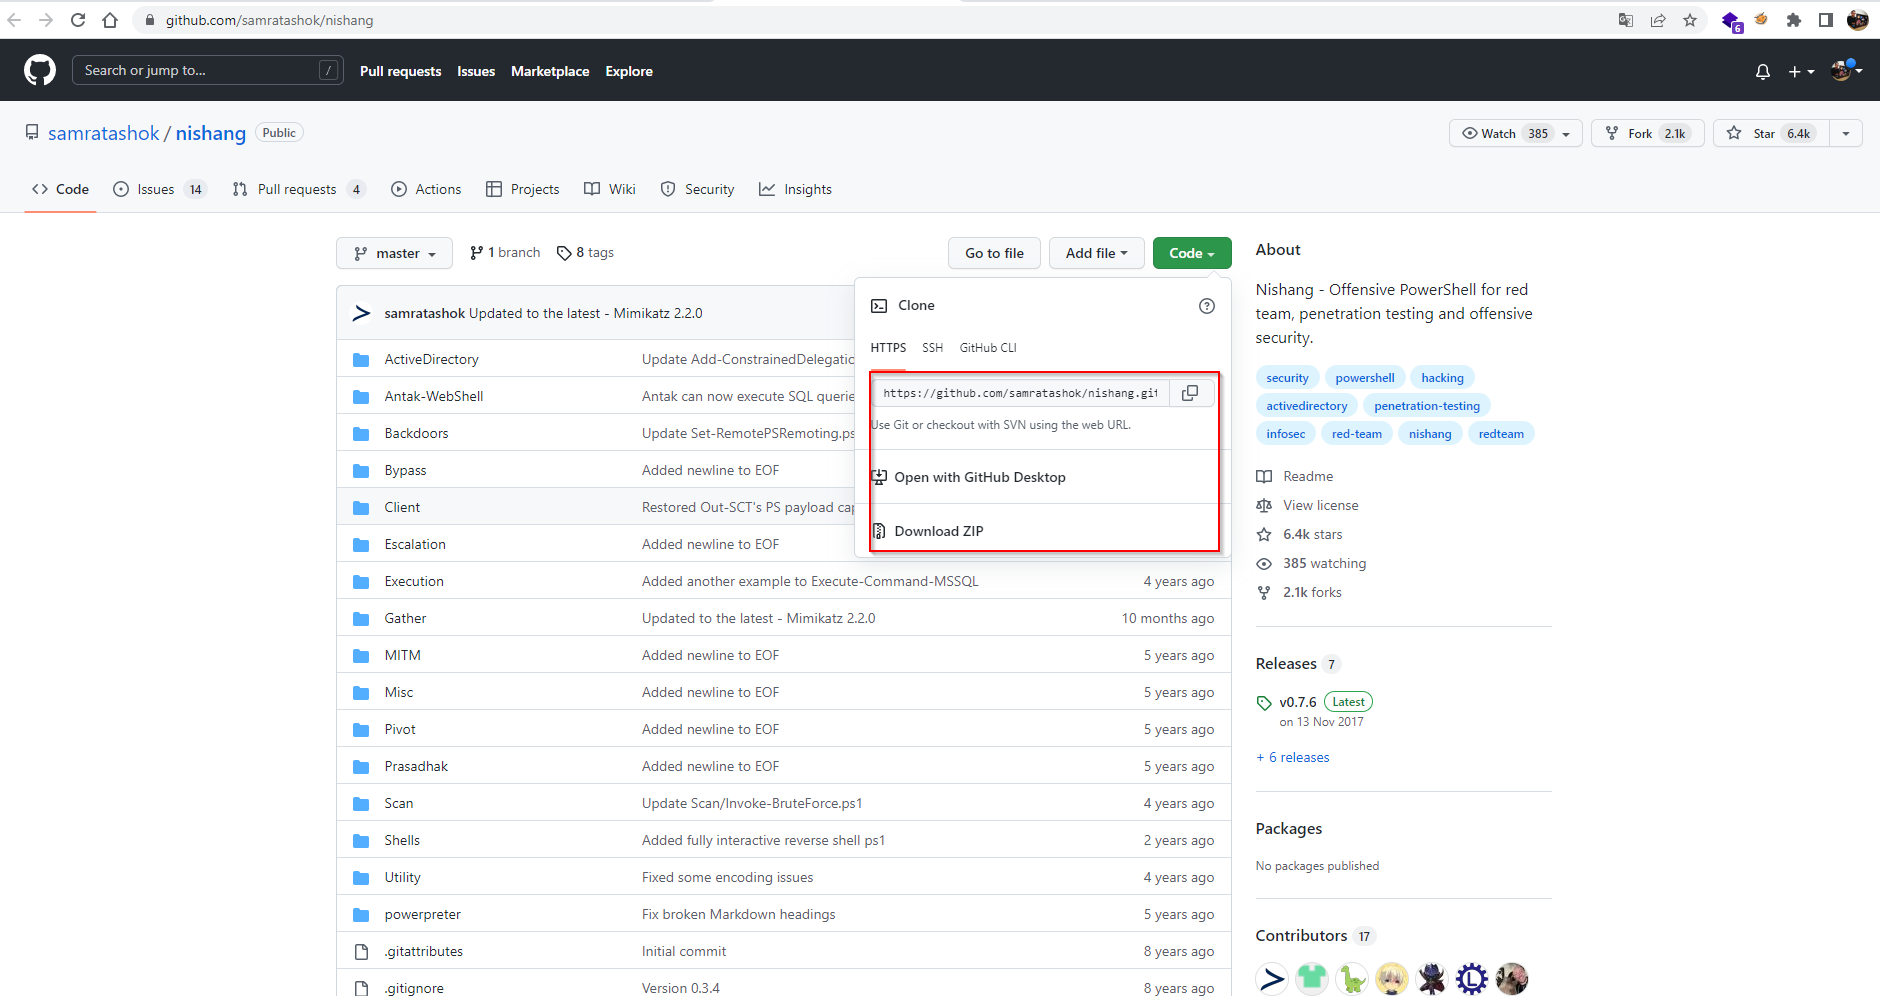 github.com/samratashok/nishang
6
Search or jump to...
/
Pull requests Issues Marketplace Explore
samratashok / nishang Public
Watch 385
Fork 2.1k
Star 6.4k
Code
Issues 14
Pull requests 4
Actions
Projects
Wiki
Security
Insights
master
1 branch
8 tags
Go to file
Add file
Code
samratashok Updated to the latest - Mimikatz 2.2.0
Clone
HTTPS SSH GitHub CLI
https://github.com/samratashok/nishang.git
Use Git or checkout with SVN using the web URL.
Open with GitHub Desktop
Download ZIP
ActiveDirectory Update Add-ConstrainedDelegatio
Antak-WebShell Antak can now execute SQL querie
Backdoors Update Set-RemotePSRemoting.ps
Bypass Added newline to EOF
Client Restored Out-SCT's PS payload cap
Escalation Added newline to EOF
Execution Added another example to Execute-Command-MSSQL 4 years ago
Gather Updated to the latest - Mimikatz 2.2.0 10 months ago
MITM Added newline to EOF 5 years ago
Misc Added newline to EOF 5 years ago
Pivot Added newline to EOF 5 years ago
Prasadhak Added newline to EOF 5 years ago
Scan Update Scan/Invoke-BruteForce.ps1 4 years ago
Shells Added fully interactive reverse shell ps1 2 years ago
Utility Fixed some encoding issues 4 years ago
powerpreter Fix broken Markdown headings 5 years ago
.gitattributes Initial commit 8 years ago
.gitignore Version 0.3.4 8 years ago
About
Nishang - Offensive PowerShell for red
team, penetration testing and offensive
security.
security powershell hacking
activedirectory penetration-testing
infosec red-team nishang redteam
Readme
View license
6.4k stars
385 watching
2.1k forks
Releases 7
v0.7.6 Latest
on 13 Nov 2017
+ 6 releases
Packages
No packages published
Contributors 17
L